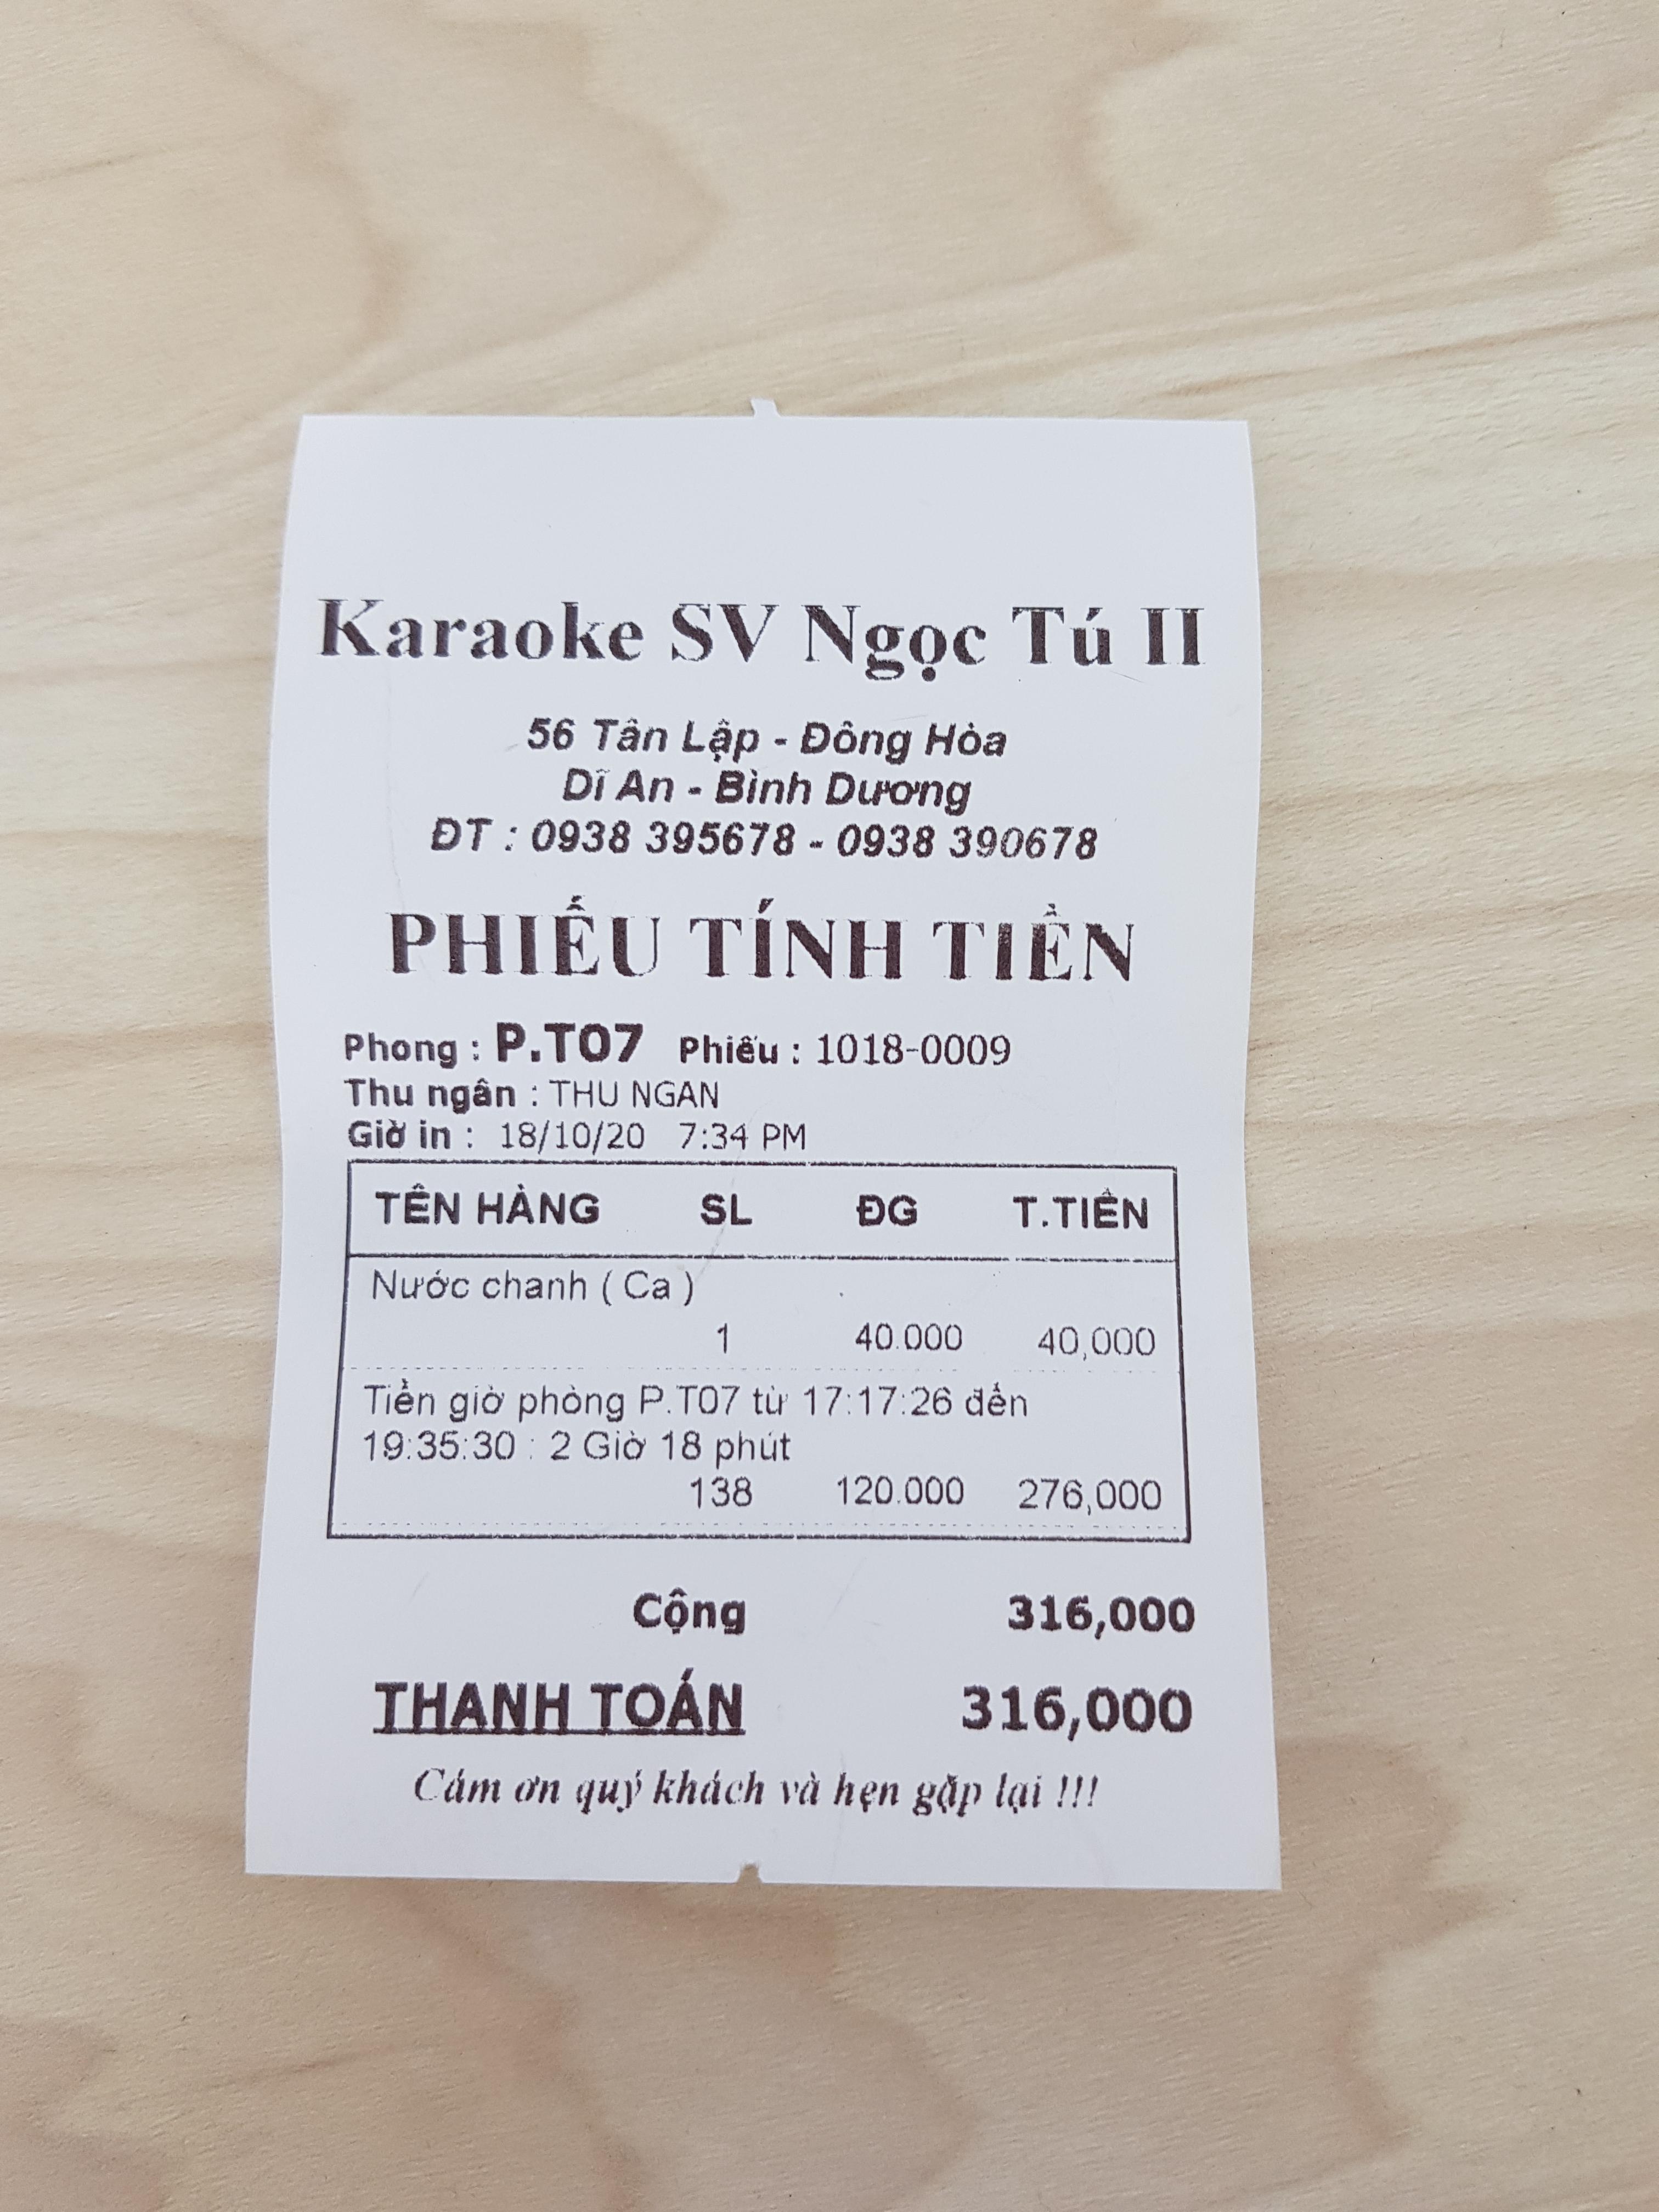 Karaoke SV Ngọc Tú II
56 Tân Lập - Đông Hòa
Dĩ An - Bình Dương
ĐT : 0938 395678 - 0938 390678
PHIẾU TÍNH TIỀN
Phong : P.T07 Phiếu : 1018-0009
Thu ngân : THU NGAN
Giờ in : 18/10/20 7:34 PM
TÊN HÀNG SL ĐG T.TIỀN
Nước chanh ( Ca )
1 40.000 40,000
Tiền giờ phòng P.T07 từ 17:17:26 đến
19:35:30 : 2 Giờ 18 phút
138 120.000 276,000
Cộng 316,000
THANH TOÁN 316,000
Cám ơn quý khách và hẹn gặp lại !!!